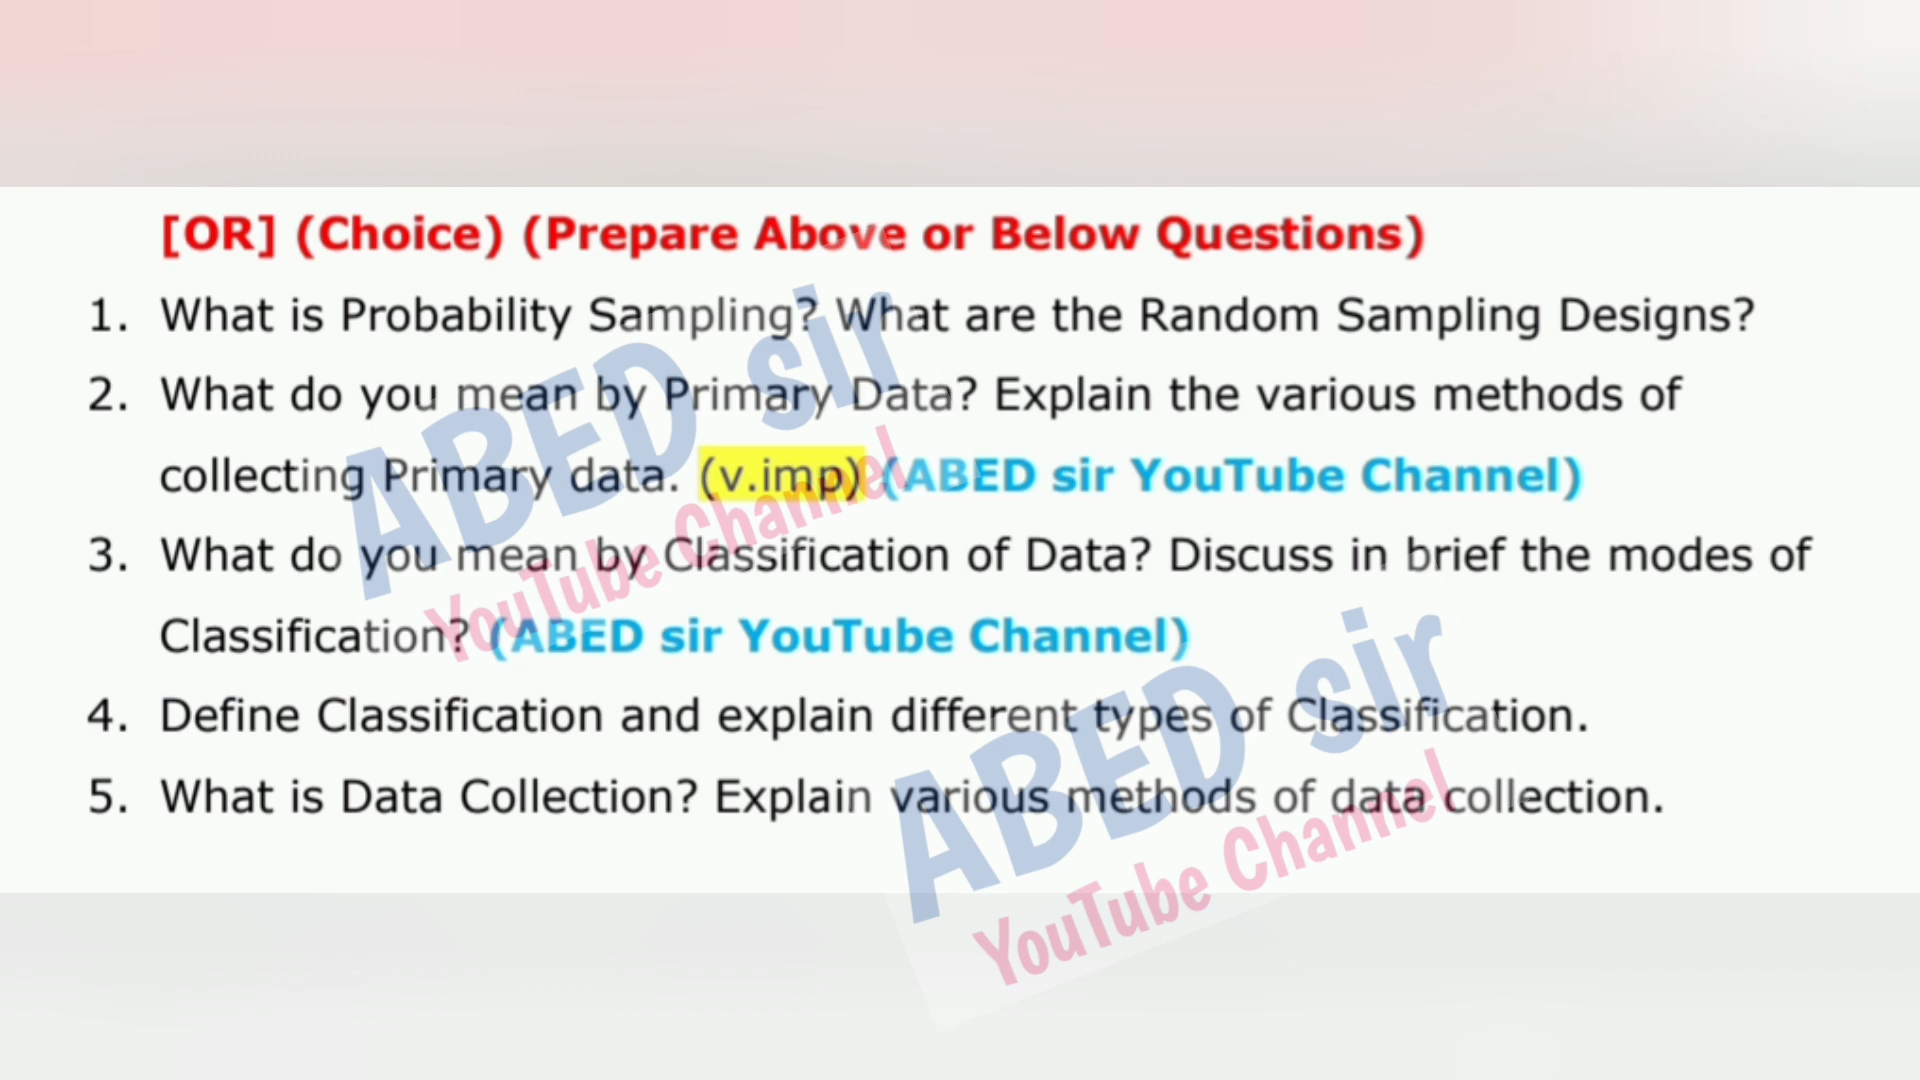 [OR] (Choice) (Prepare Above or Below Questions)
1. What is Probability Sampling? What are the Random Sampling Designs?
2. What do you mean by Primary Data? Explain the various methods of
collecting Primary data. (v.imp) (ABED sir YouTube Channel)
3. What do you mean by Classification of Data? Discuss in brief the modes of
Classification? (ABED sir YouTube Channel)
4. Define Classification and explain different types of Classification.
5. What is Data Collection? Explain various methods of data collection.
ABED sir
YouTube Channel
ABED sir
YouTube Channel